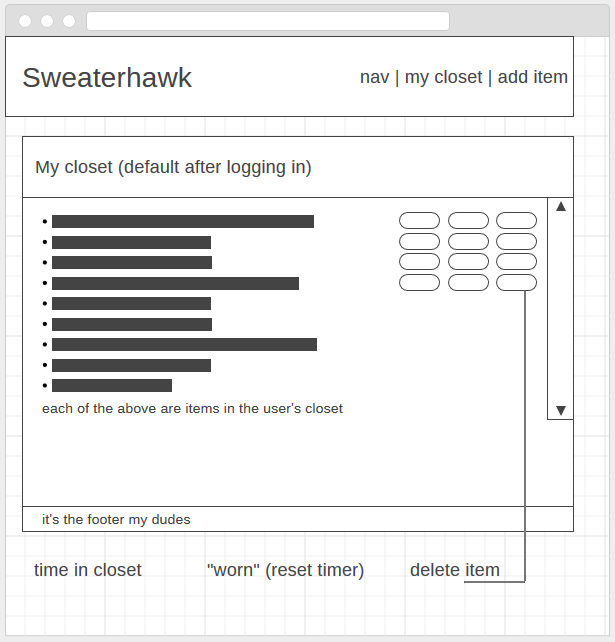 Sweaterhawk
nav | my closet | add item
My closet (default after logging in)
each of the above are items in the user's closet
it's the footer my dudes
time in closet
"worn" (reset timer)
delete item